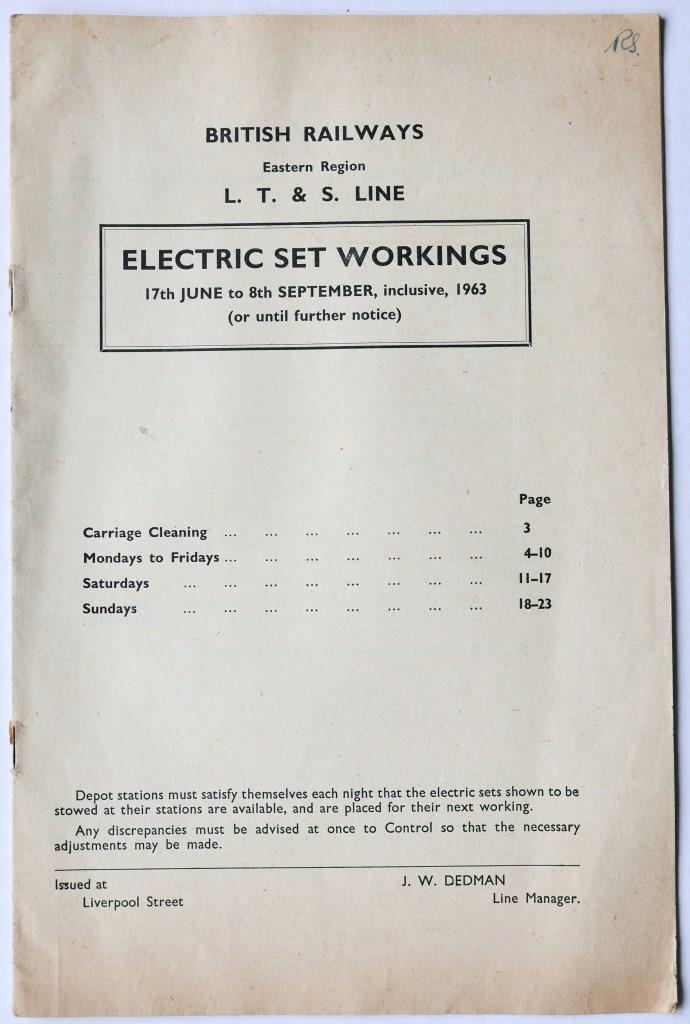 RS.
BRITISH RAILWAYS
Eastern Region
L. T. & S. LINE
ELECTRIC SET WORKINGS
17th JUNE to 8th SEPTEMBER, inclusive, 1963
(or until further notice)
Page
Carriage Cleaning ... ... ... ... ... ... ... 3
Mondays to Fridays ... ... ... ... ... ... ... 4–10
Saturdays ... ... ... ... ... ... ... ... 11–17
Sundays ... ... ... ... ... ... ... ... 18–23
Depot stations must satisfy themselves each night that the electric sets shown to be
stowed at their stations are available, and are placed for their next working.
Any discrepancies must be advised at once to Control so that the necessary
adjustments may be made.
Issued at J. W. DEDMAN
Liverpool Street Line Manager.